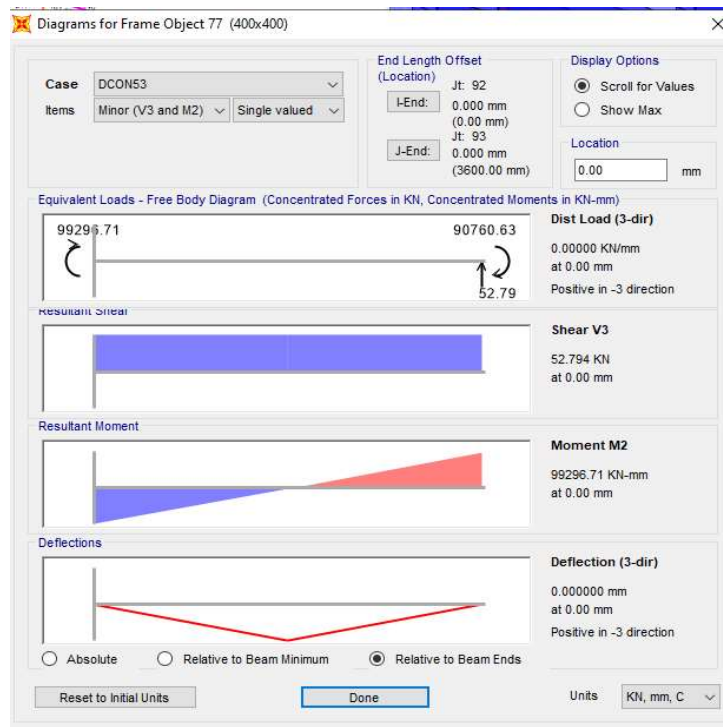 Diagrams for Frame Object 77 (400x400)
Case DCON53
Items Minor (V3 and M2) Single valued
End Length Offset
(Location)
Jt: 92
I-End: 0.000 mm
(0.00 mm)
Jt: 93
J-End: 0.000 mm
(3600.00 mm)
Display Options
Scroll for Values
Show Max
Location
0.00 mm
Equivalent Loads - Free Body Diagram (Concentrated Forces in KN, Concentrated Moments in KN-mm)
99296.71 90760.63
52.79
Dist Load (3-dir)
0.00000 KN/mm
at 0.00 mm
Positive in -3 direction
Resultant Shear
Shear V3
52.794 KN
at 0.00 mm
Resultant Moment
Moment M2
99296.71 KN-mm
at 0.00 mm
Deflections
Deflection (3-dir)
0.000000 mm
at 0.00 mm
Positive in -3 direction
Absolute Relative to Beam Minimum Relative to Beam Ends
Reset to Initial Units Done Units KN, mm, C